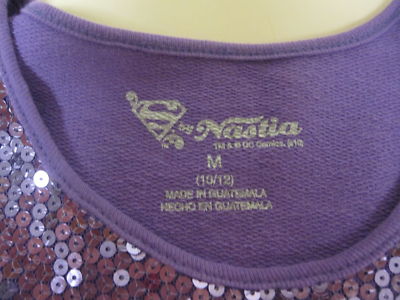 by Nastia
TM & © DC Comics. (s10)
M
(10/12)
MADE IN GUATEMALA
HECHO EN GUATEMALA